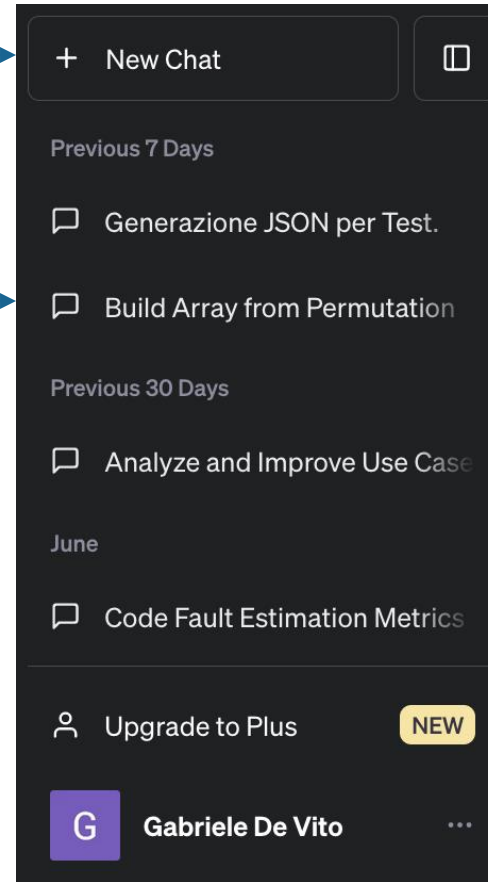 New Chat
Previous 7 Days
Generazione JSON per Test.
Build Array from Permutation
Previous 30 Days
Analyze and Improve Use Case
June
Code Fault Estimation Metrics
Upgrade to Plus NEW
G Gabriele De Vito